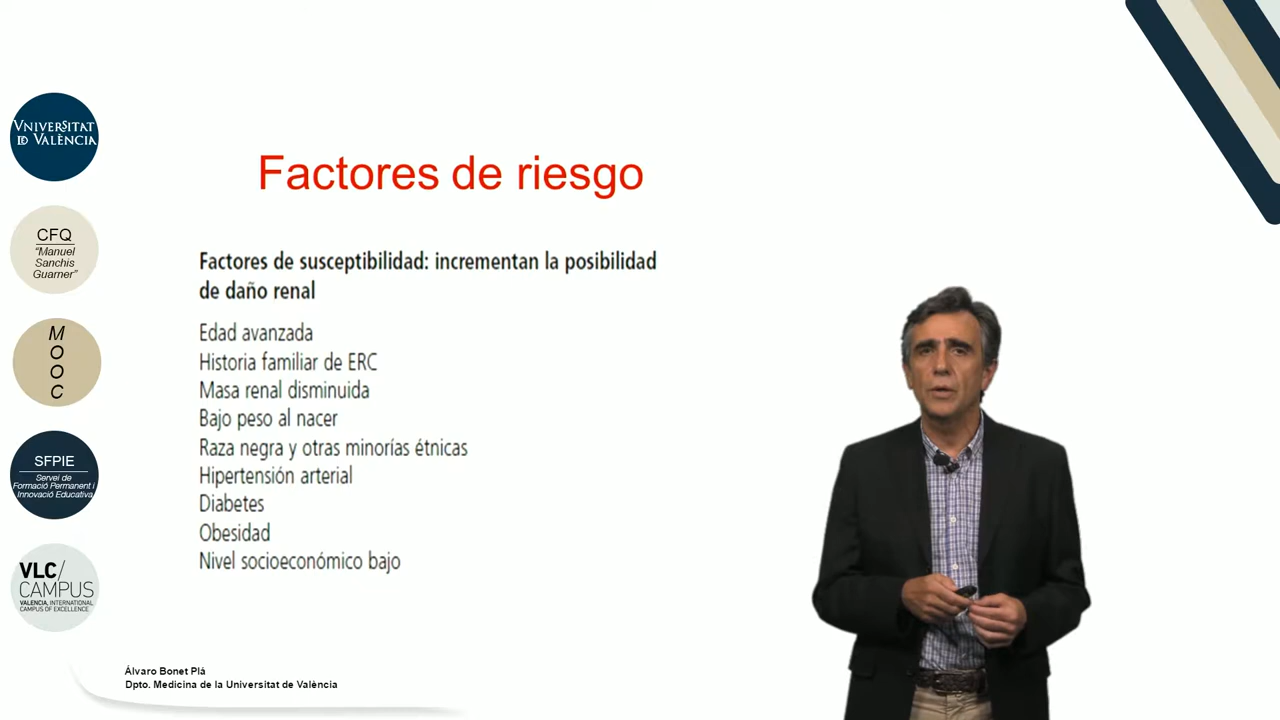 VNIVERSITAT
ID VALÈNCIA
CFQ
“Manuel
Sanchis
Guarner”
M
O
O
C
SFPIE
Servei de
Formació Permanent i
Innovació Educativa
VLC/
CAMPUS
VALENCIA, INTERNATIONAL
CAMPUS OF EXCELLENCE
Factores de riesgo
Factores de susceptibilidad: incrementan la posibilidad
de daño renal
Edad avanzada
Historia familiar de ERC
Masa renal disminuida
Bajo peso al nacer
Raza negra y otras minorías étnicas
Hipertensión arterial
Diabetes
Obesidad
Nivel socioeconómico bajo
Álvaro Bonet Plá
Dpto. Medicina de la Universitat de València